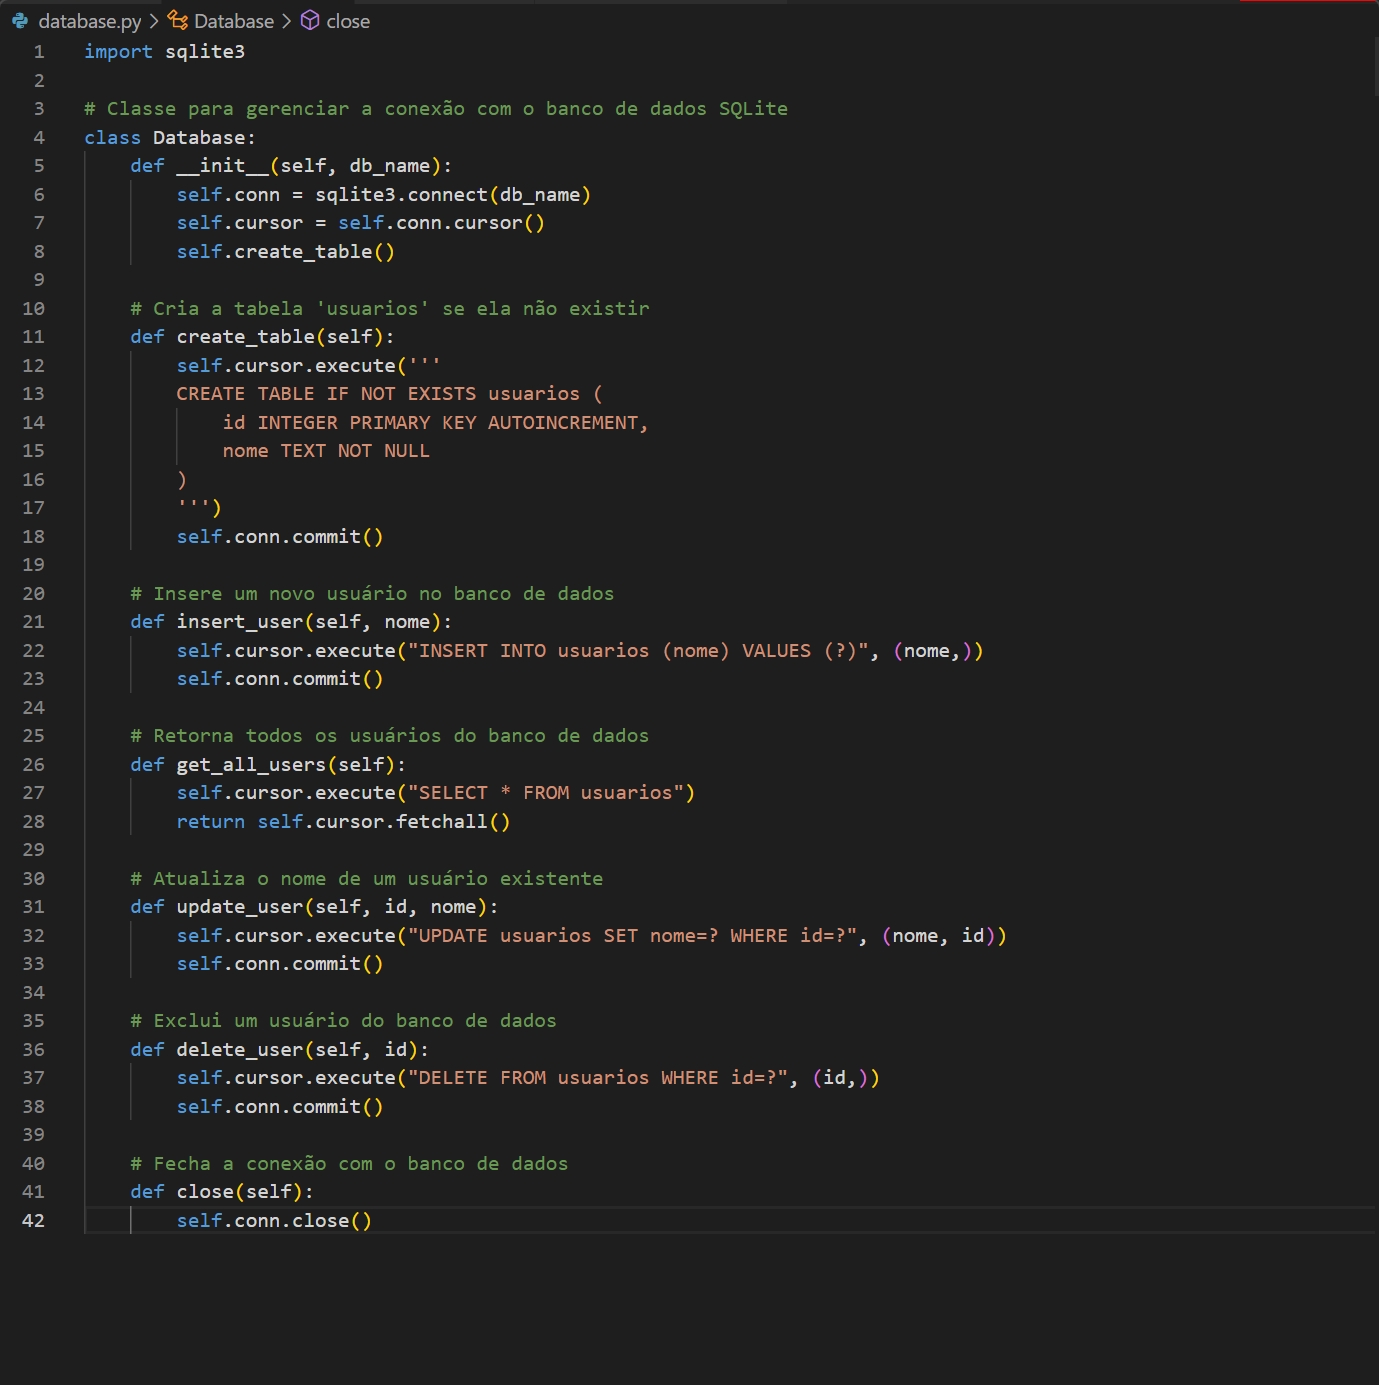 database.py > Database > close
1 import sqlite3
2
3 # Classe para gerenciar a conexão com o banco de dados SQLite
4 class Database:
5     def __init__(self, db_name):
6         self.conn = sqlite3.connect(db_name)
7         self.cursor = self.conn.cursor()
8         self.create_table()
9
10     # Cria a tabela 'usuarios' se ela não existir
11     def create_table(self):
12         self.cursor.execute('''
13         CREATE TABLE IF NOT EXISTS usuarios (
14             id INTEGER PRIMARY KEY AUTOINCREMENT,
15             nome TEXT NOT NULL
16         )
17         ''')
18         self.conn.commit()
19
20     # Insere um novo usuário no banco de dados
21     def insert_user(self, nome):
22         self.cursor.execute("INSERT INTO usuarios (nome) VALUES (?)", (nome,))
23         self.conn.commit()
24
25     # Retorna todos os usuários do banco de dados
26     def get_all_users(self):
27         self.cursor.execute("SELECT * FROM usuarios")
28         return self.cursor.fetchall()
29
30     # Atualiza o nome de um usuário existente
31     def update_user(self, id, nome):
32         self.cursor.execute("UPDATE usuarios SET nome=? WHERE id=?", (nome, id))
33         self.conn.commit()
34
35     # Exclui um usuário do banco de dados
36     def delete_user(self, id):
37         self.cursor.execute("DELETE FROM usuarios WHERE id=?", (id,))
38         self.conn.commit()
39
40     # Fecha a conexão com o banco de dados
41     def close(self):
42         self.conn.close()